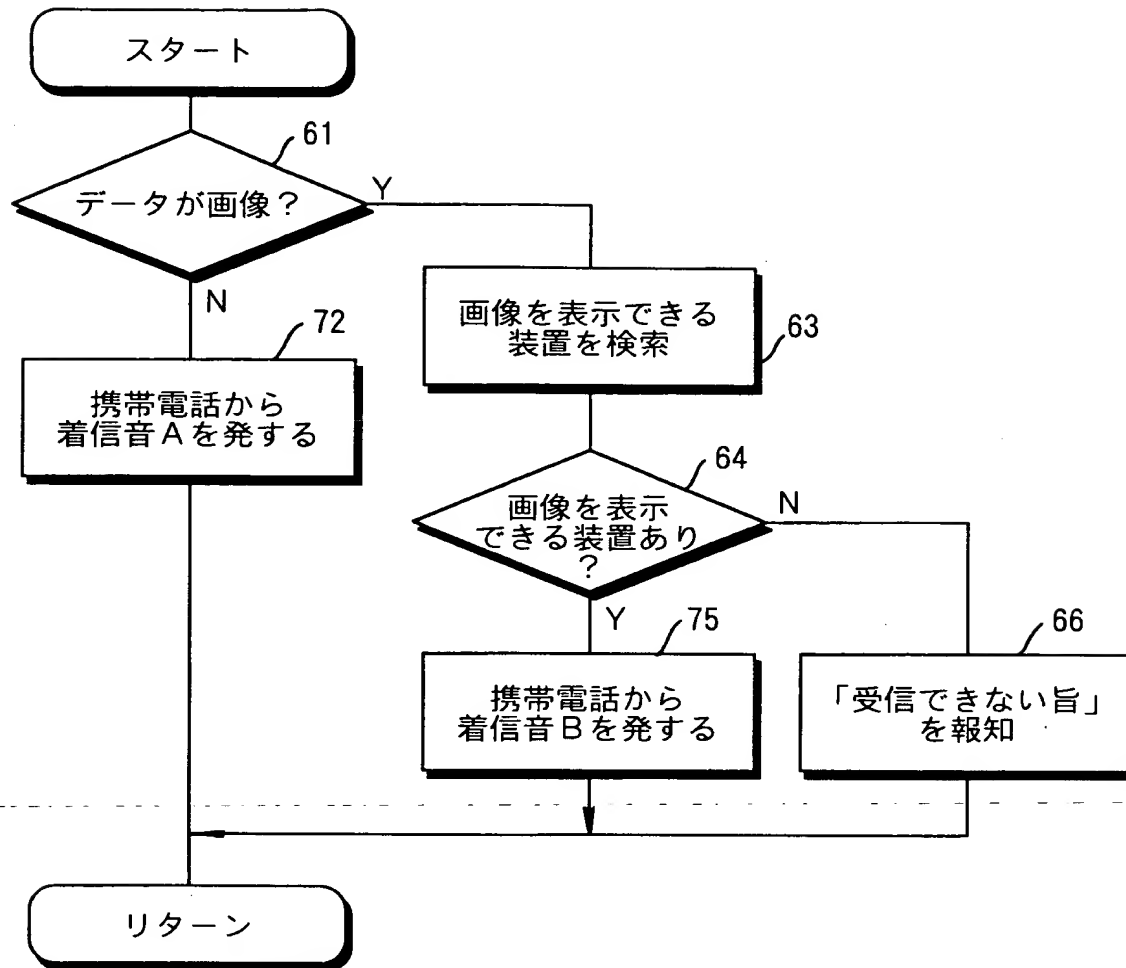 スタート
61
データが画像？
Y
N
画像を表示できる
装置を検索
63
72
携帯電話から
着信音Ａを発する
64
画像を表示
できる装置あり
？
N
Y
75
携帯電話から
着信音Ｂを発する
66
「受信できない旨」
を報知
リターン